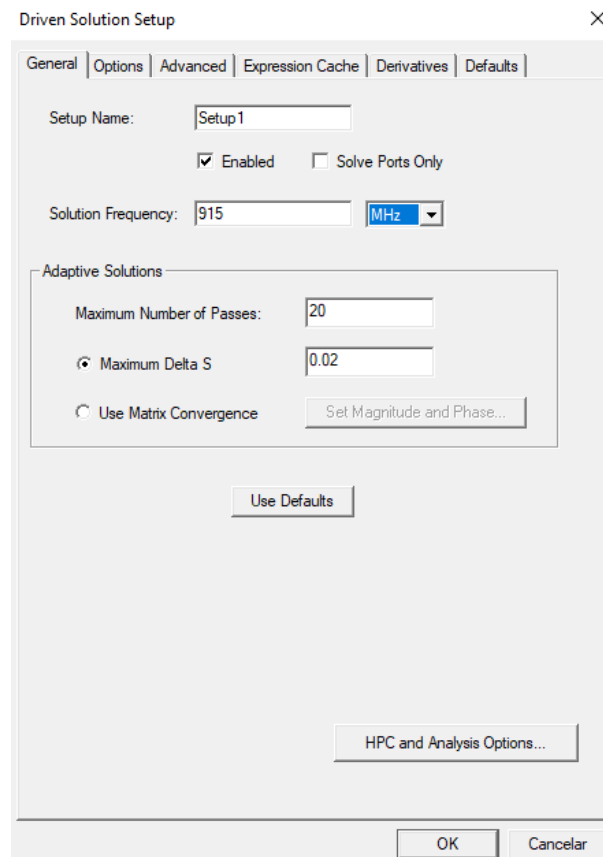 Driven Solution Setup
General Options Advanced Expression Cache Derivatives Defaults
Setup Name: Setup1
Enabled Solve Ports Only
Solution Frequency: 915 MHz
Adaptive Solutions
Maximum Number of Passes: 20
Maximum Delta S 0.02
Use Matrix Convergence Set Magnitude and Phase...
Use Defaults
HPC and Analysis Options...
OK Cancelar